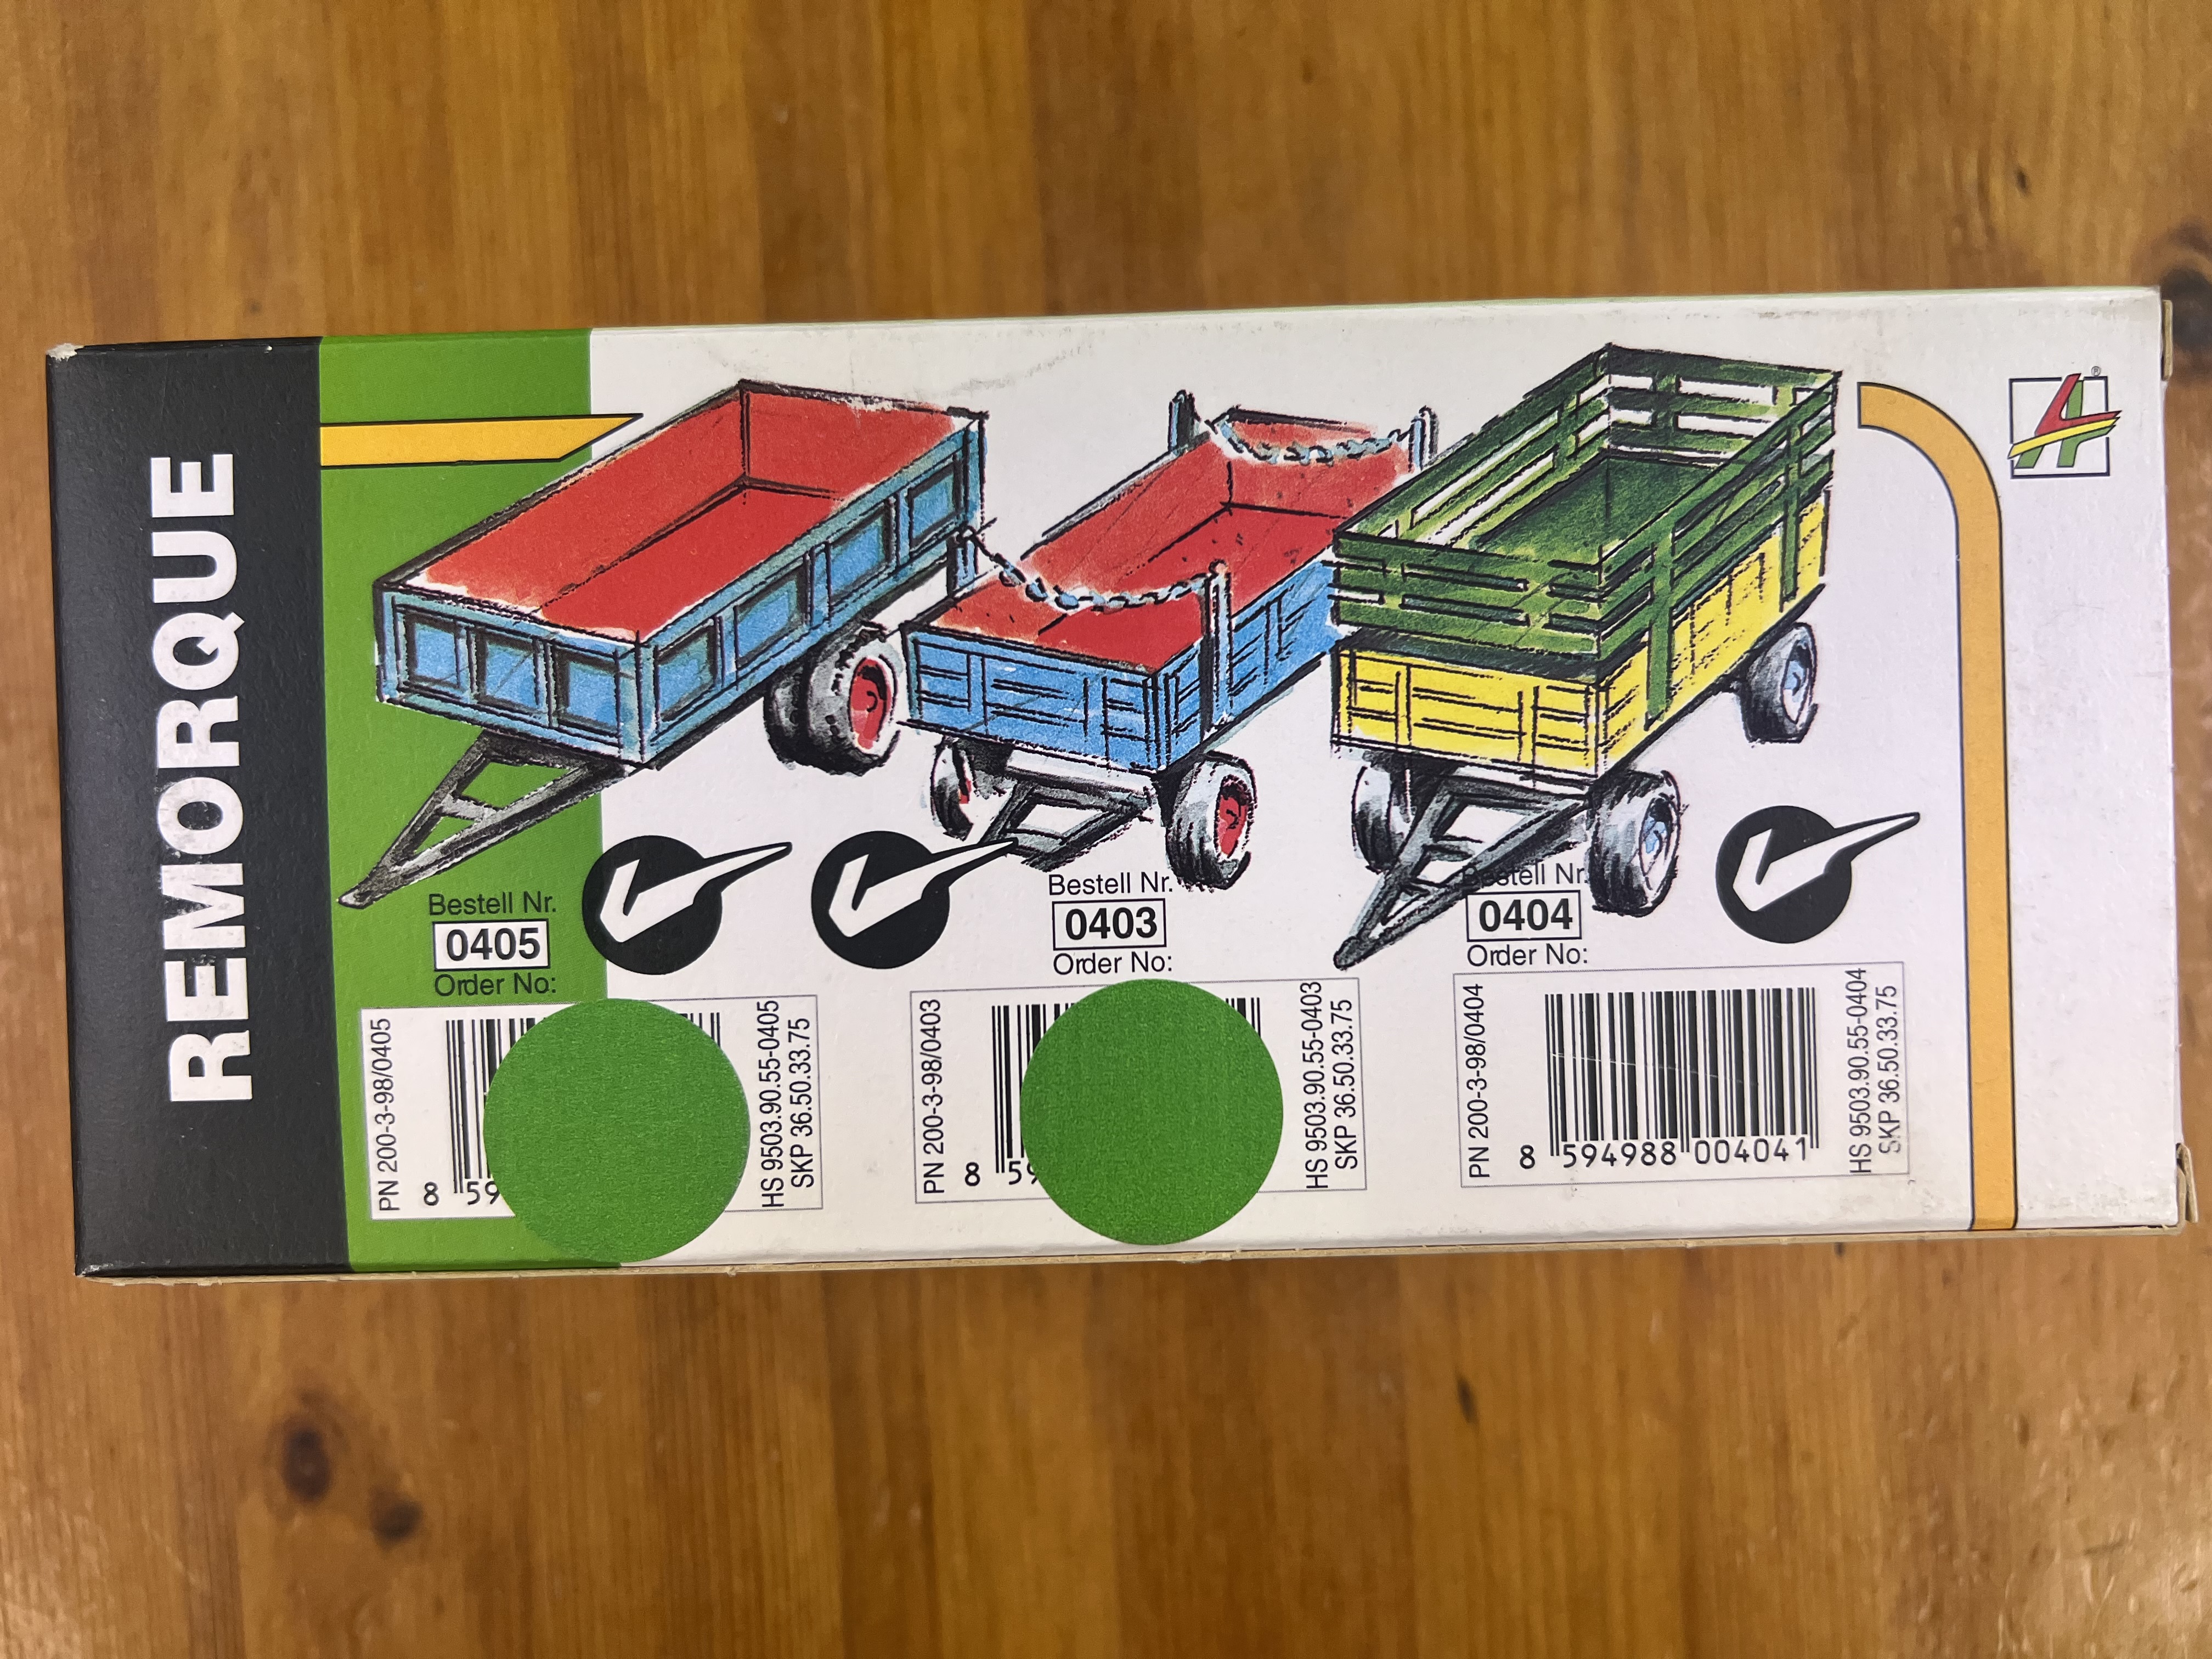 REMORQUE
Bestell Nr.
0405
Order No:
PN 200-3-98/0405
8 59
HS 9503.90.55-0405
SKP 36.50.33.75
Bestell Nr.
0403
Order No:
PN 200-3-98/0403
8 59
HS 9503.90.55-0403
SKP 36.50.33.75
Bestell Nr.
0404
Order No:
PN 200-3-98/0404
8 594988 004041
HS 9503.90.55-0404
SKP 36.50.33.75
®